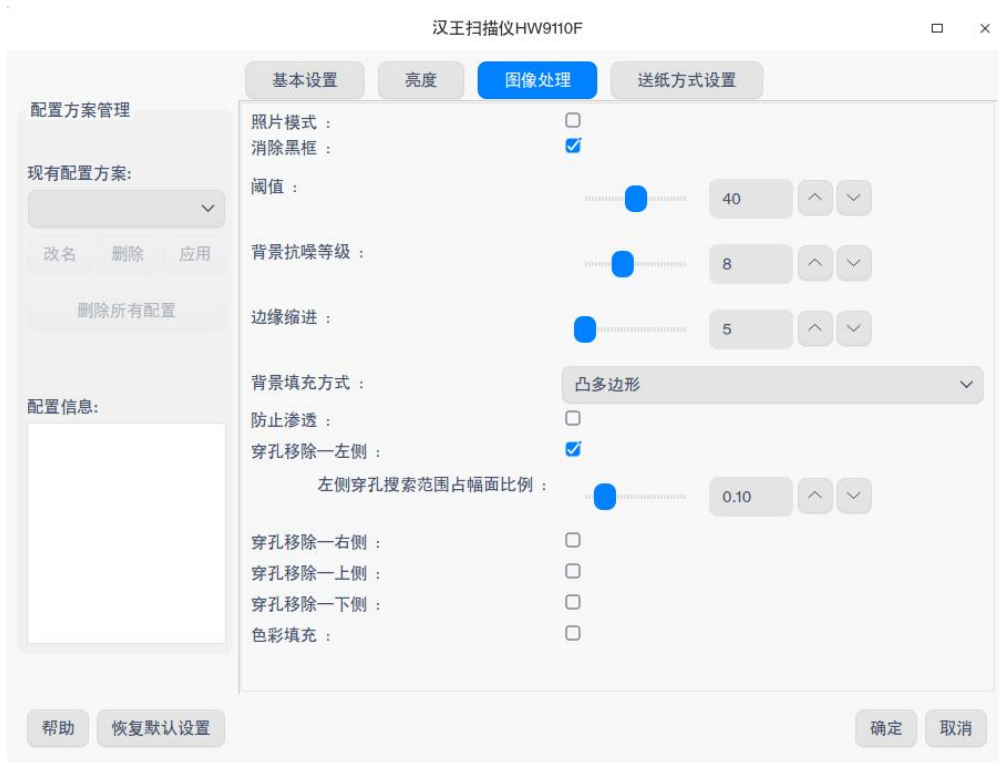 汉王扫描仪HW9110F
基本设置 亮度 图像处理 送纸方式设置
配置方案管理
现有配置方案:
改名 删除 应用
删除所有配置
配置信息:
照片模式 :
消除黑框 :
阈值 : 40
背景抗噪等级 : 8
边缘缩进 : 5
背景填充方式 : 凸多边形
防止渗透 :
穿孔移除一左侧 :
左侧穿孔搜索范围占幅面比例 : 0.10
穿孔移除一右侧 :
穿孔移除一上侧 :
穿孔移除一下侧 :
色彩填充 :
帮助 恢复默认设置 确定 取消